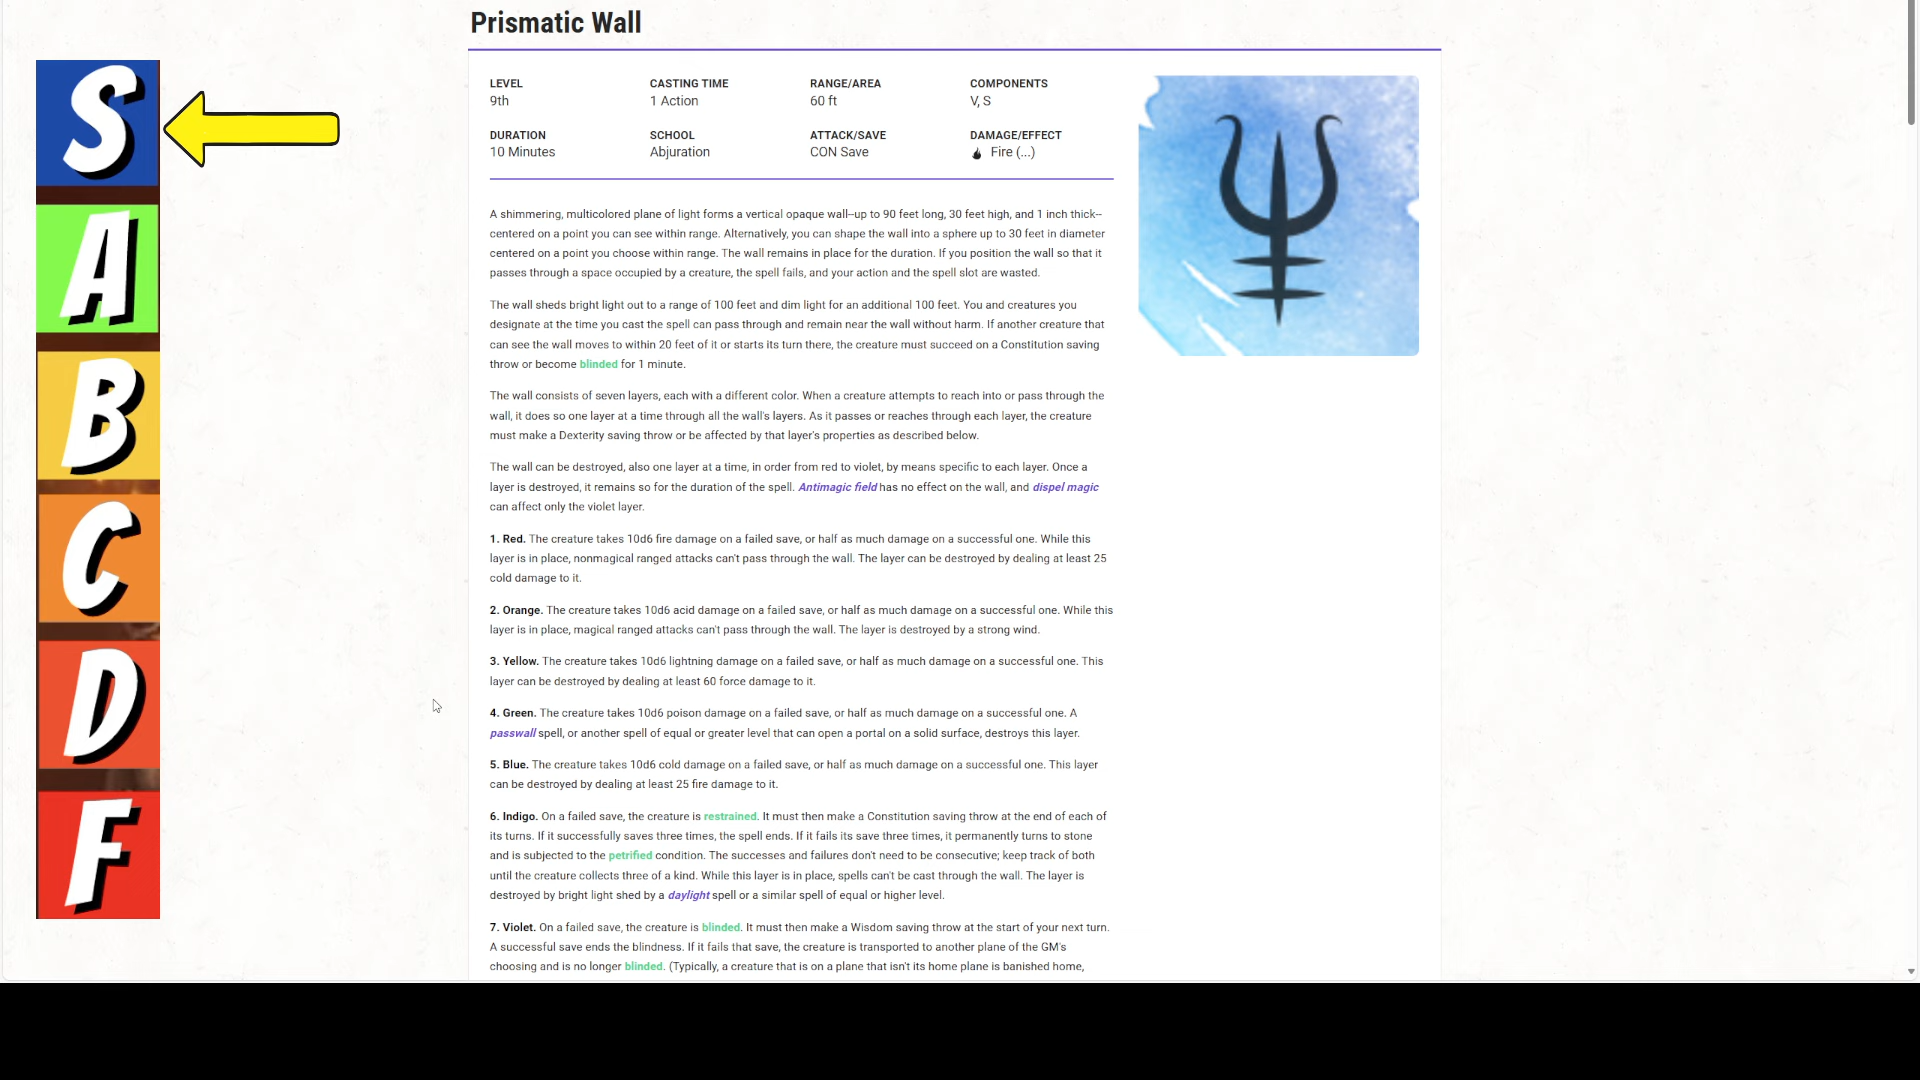 Prismatic Wall
S
A
B
C
D
F
LEVEL
9th
CASTING TIME
1 Action
RANGE/AREA
60 ft
COMPONENTS
V, S
DURATION
10 Minutes
SCHOOL
Abjuration
ATTACK/SAVE
CON Save
DAMAGE/EFFECT
Fire (...)
A shimmering, multicolored plane of light forms a vertical opaque wall--up to 90 feet long, 30 feet high, and 1 inch thick--
centered on a point you can see within range. Alternatively, you can shape the wall into a sphere up to 30 feet in diameter
centered on a point you choose within range. The wall remains in place for the duration. If you position the wall so that it
passes through a space occupied by a creature, the spell fails, and your action and the spell slot are wasted.
The wall sheds bright light out to a range of 100 feet and dim light for an additional 100 feet. You and creatures you
designate at the time you cast the spell can pass through and remain near the wall without harm. If another creature that
can see the wall moves to within 20 feet of it or starts its turn there, the creature must succeed on a Constitution saving
throw or become blinded for 1 minute.
The wall consists of seven layers, each with a different color. When a creature attempts to reach into or pass through the
wall, it does so one layer at a time through all the wall's layers. As it passes or reaches through each layer, the creature
must make a Dexterity saving throw or be affected by that layer's properties as described below.
The wall can be destroyed, also one layer at a time, in order from red to violet, by means specific to each layer. Once a
layer is destroyed, it remains so for the duration of the spell. Antimagic field has no effect on the wall, and dispel magic
can affect only the violet layer.
1. Red. The creature takes 10d6 fire damage on a failed save, or half as much damage on a successful one. While this
layer is in place, nonmagical ranged attacks can't pass through the wall. The layer can be destroyed by dealing at least 25
cold damage to it.
2. Orange. The creature takes 10d6 acid damage on a failed save, or half as much damage on a successful one. While this
layer is in place, magical ranged attacks can't pass through the wall. The layer is destroyed by a strong wind.
3. Yellow. The creature takes 10d6 lightning damage on a failed save, or half as much damage on a successful one. This
layer can be destroyed by dealing at least 60 force damage to it.
4. Green. The creature takes 10d6 poison damage on a failed save, or half as much damage on a successful one. A
passwall spell, or another spell of equal or greater level that can open a portal on a solid surface, destroys this layer.
5. Blue. The creature takes 10d6 cold damage on a failed save, or half as much damage on a successful one. This layer
can be destroyed by dealing at least 25 fire damage to it.
6. Indigo. On a failed save, the creature is restrained. It must then make a Constitution saving throw at the end of each of
its turns. If it successfully saves three times, the spell ends. If it fails its save three times, it permanently turns to stone
and is subjected to the petrified condition. The successes and failures don't need to be consecutive; keep track of both
until the creature collects three of a kind. While this layer is in place, spells can't be cast through the wall. The layer is
destroyed by bright light shed by a daylight spell or a similar spell of equal or higher level.
7. Violet. On a failed save, the creature is blinded. It must then make a Wisdom saving throw at the start of your next turn.
A successful save ends the blindness. If it fails that save, the creature is transported to another plane of the GM's
choosing and is no longer blinded. (Typically, a creature that is on a plane that isn't its home plane is banished home,